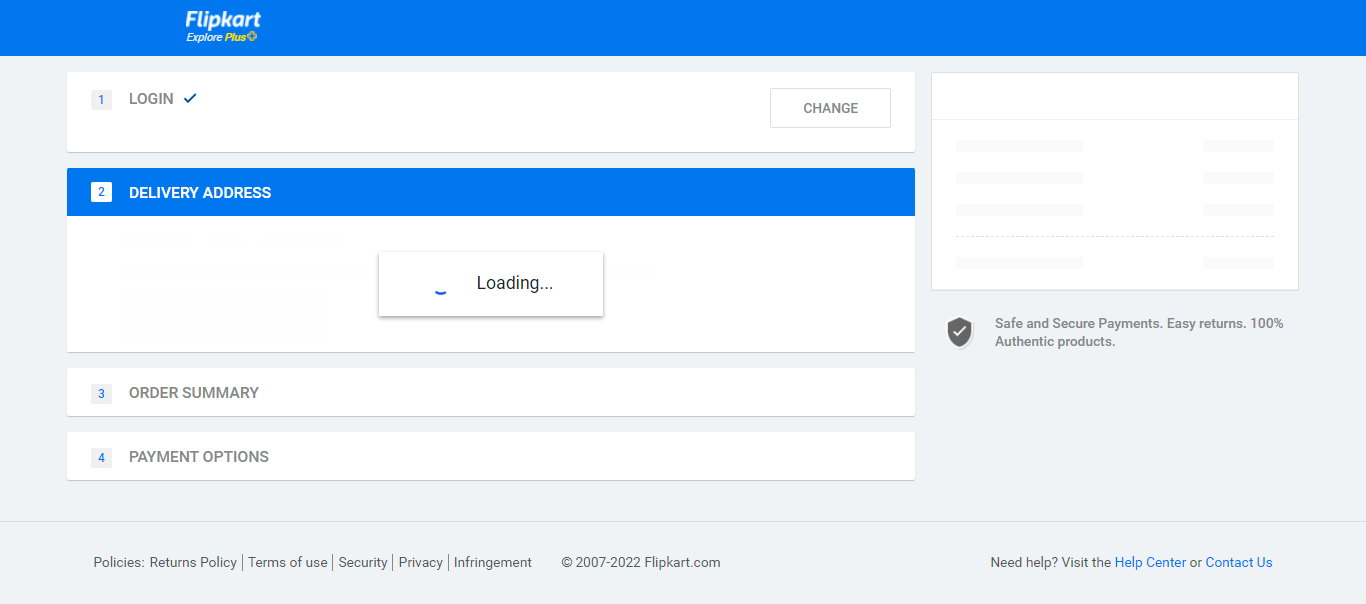 Flipkart
Explore Plus
1 LOGIN
CHANGE
2 DELIVERY ADDRESS
Loading...
3 ORDER SUMMARY
4 PAYMENT OPTIONS
Safe and Secure Payments. Easy returns. 100%
Authentic products.
Policies: Returns Policy | Terms of use | Security | Privacy | Infringement © 2007-2022 Flipkart.com Need help? Visit the Help Center or Contact Us